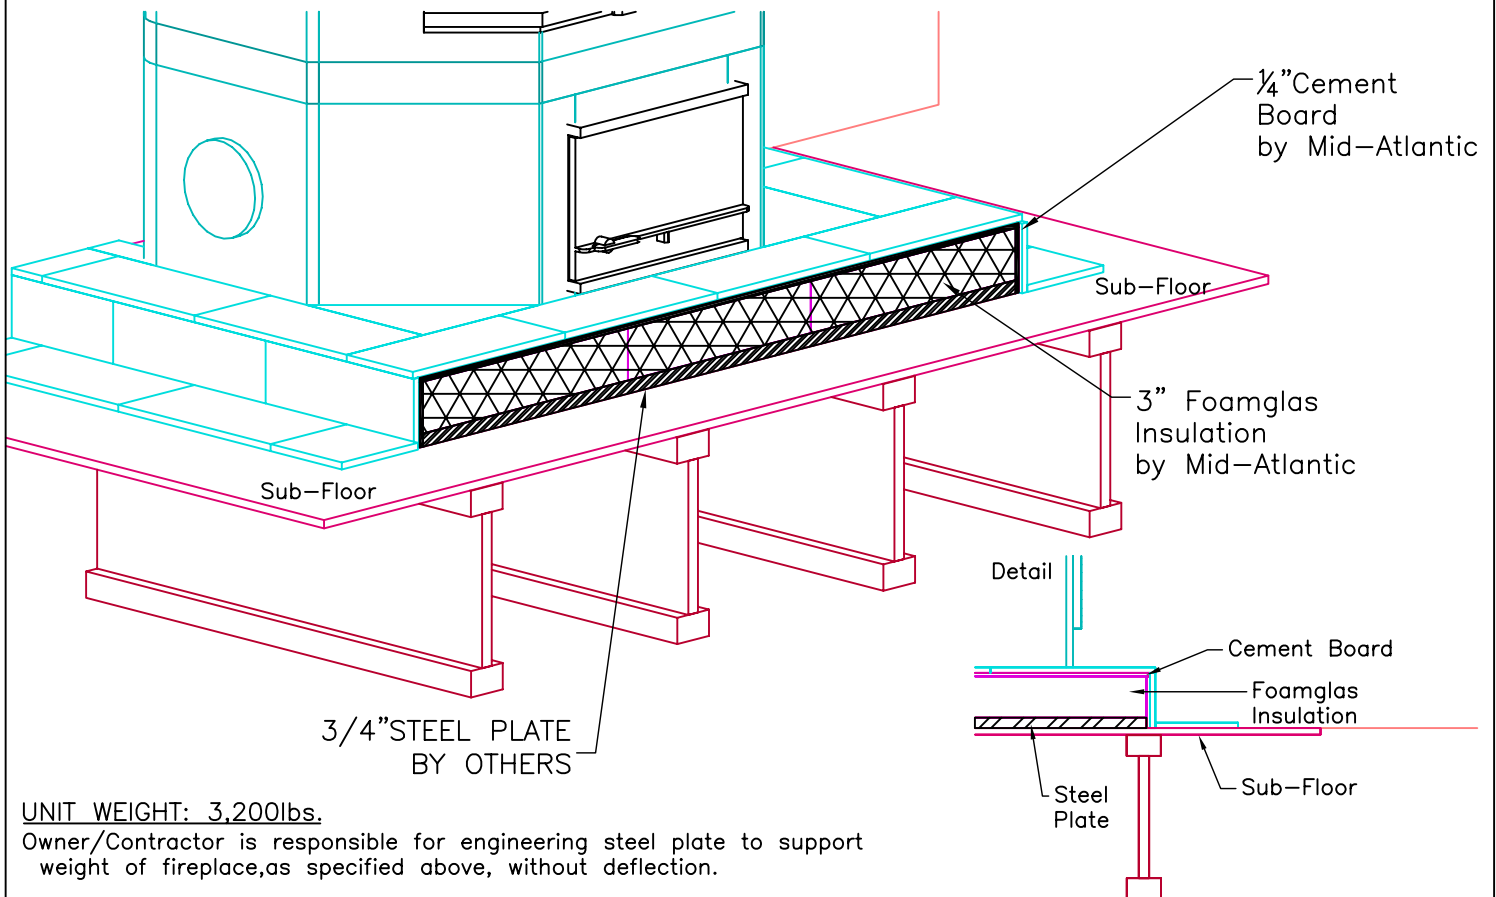 ¼”Cement
Board
by Mid-Atlantic
Sub-Floor
3” Foamglas
Insulation
by Mid-Atlantic
Sub-Floor
Detail
Cement Board
Foamglas
Insulation
3/4”STEEL PLATE
BY OTHERS
Sub-Floor
Steel
Plate
UNIT WEIGHT: 3,200lbs.
Owner/Contractor is responsible for engineering steel plate to support
weight of fireplace,as specified above, without deflection.